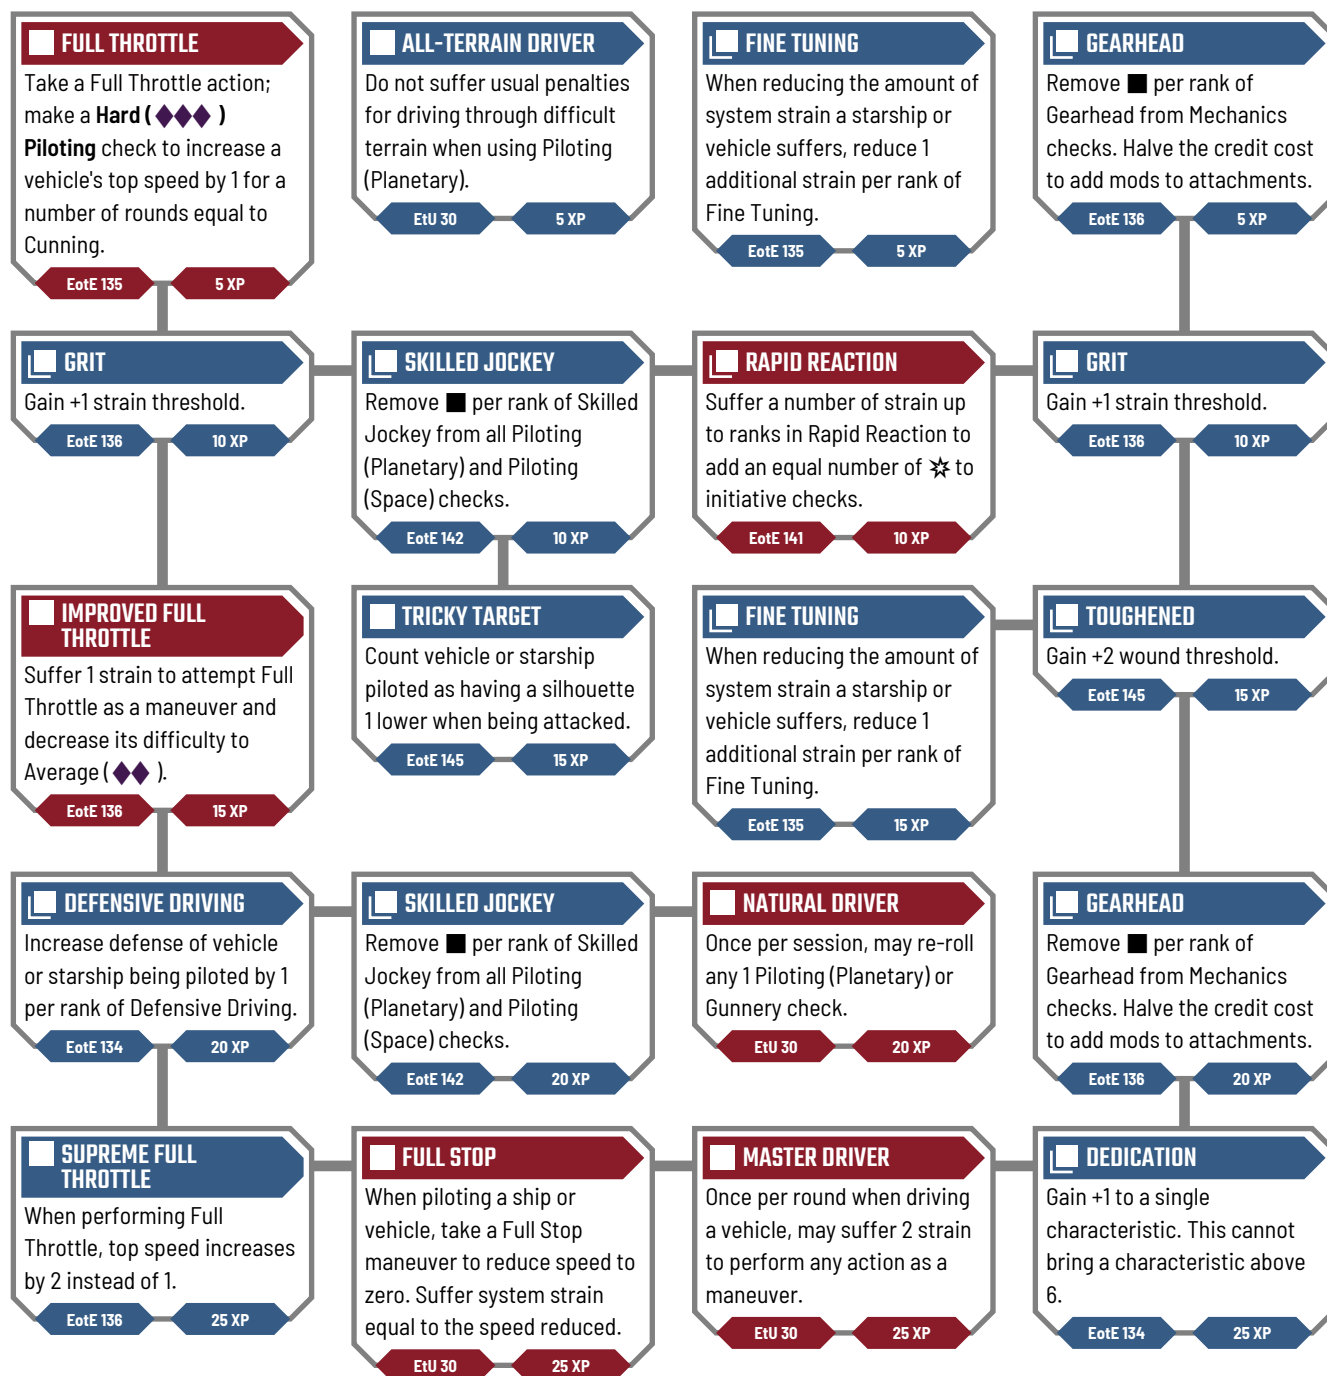 FULL THROTTLE
Take a Full Throttle action;
make a Hard (♦♦♦ )
Piloting check to increase a
vehicle's top speed by 1 for a
number of rounds equal to
Cunning.
EotE 135
5 XP
ALL-TERRAIN DRIVER
Do not suffer usual penalties
for driving through difficult
terrain when using Piloting
(Planetary).
EtU 30
5 XP
FINE TUNING
When reducing the amount of
system strain a starship or
vehicle suffers, reduce 1
additional strain per rank of
Fine Tuning.
EotE 135
5 XP
GEARHEAD
Remove ■ per rank of
Gearhead from Mechanics
checks. Halve the credit cost
to add mods to attachments.
EotE 136
5 XP
GRIT
Gain +1 strain threshold.
EotE 136
10 XP
SKILLED JOCKEY
Remove ■ per rank of Skilled
Jockey from all Piloting
(Planetary) and Piloting
(Space) checks.
EotE 142
10 XP
RAPID REACTION
Suffer a number of strain up
to ranks in Rapid Reaction to
add an equal number of ✲ to
initiative checks.
EotE 141
10 XP
GRIT
Gain +1 strain threshold.
EotE 136
10 XP
IMPROVED FULL
THROTTLE
Suffer 1 strain to attempt Full
Throttle as a maneuver and
decrease its difficulty to
Average (♦♦ ).
EotE 136
15 XP
TRICKY TARGET
Count vehicle or starship
piloted as having a silhouette
1 lower when being attacked.
EotE 145
15 XP
FINE TUNING
When reducing the amount of
system strain a starship or
vehicle suffers, reduce 1
additional strain per rank of
Fine Tuning.
EotE 135
15 XP
TOUGHENED
Gain +2 wound threshold.
EotE 145
15 XP
DEFENSIVE DRIVING
Increase defense of vehicle
or starship being piloted by 1
per rank of Defensive Driving.
EotE 134
20 XP
SKILLED JOCKEY
Remove ■ per rank of Skilled
Jockey from all Piloting
(Planetary) and Piloting
(Space) checks.
EotE 142
20 XP
NATURAL DRIVER
Once per session, may re-roll
any 1 Piloting (Planetary) or
Gunnery check.
EtU 30
20 XP
GEARHEAD
Remove ■ per rank of
Gearhead from Mechanics
checks. Halve the credit cost
to add mods to attachments.
EotE 136
20 XP
SUPREME FULL
THROTTLE
When performing Full
Throttle, top speed increases
by 2 instead of 1.
EotE 136
25 XP
FULL STOP
When piloting a ship or
vehicle, take a Full Stop
maneuver to reduce speed to
zero. Suffer system strain
equal to the speed reduced.
EtU 30
25 XP
MASTER DRIVER
Once per round when driving
a vehicle, may suffer 2 strain
to perform any action as a
maneuver.
EtU 30
25 XP
DEDICATION
Gain +1 to a single
characteristic. This cannot
bring a characteristic above
6.
EotE 134
25 XP